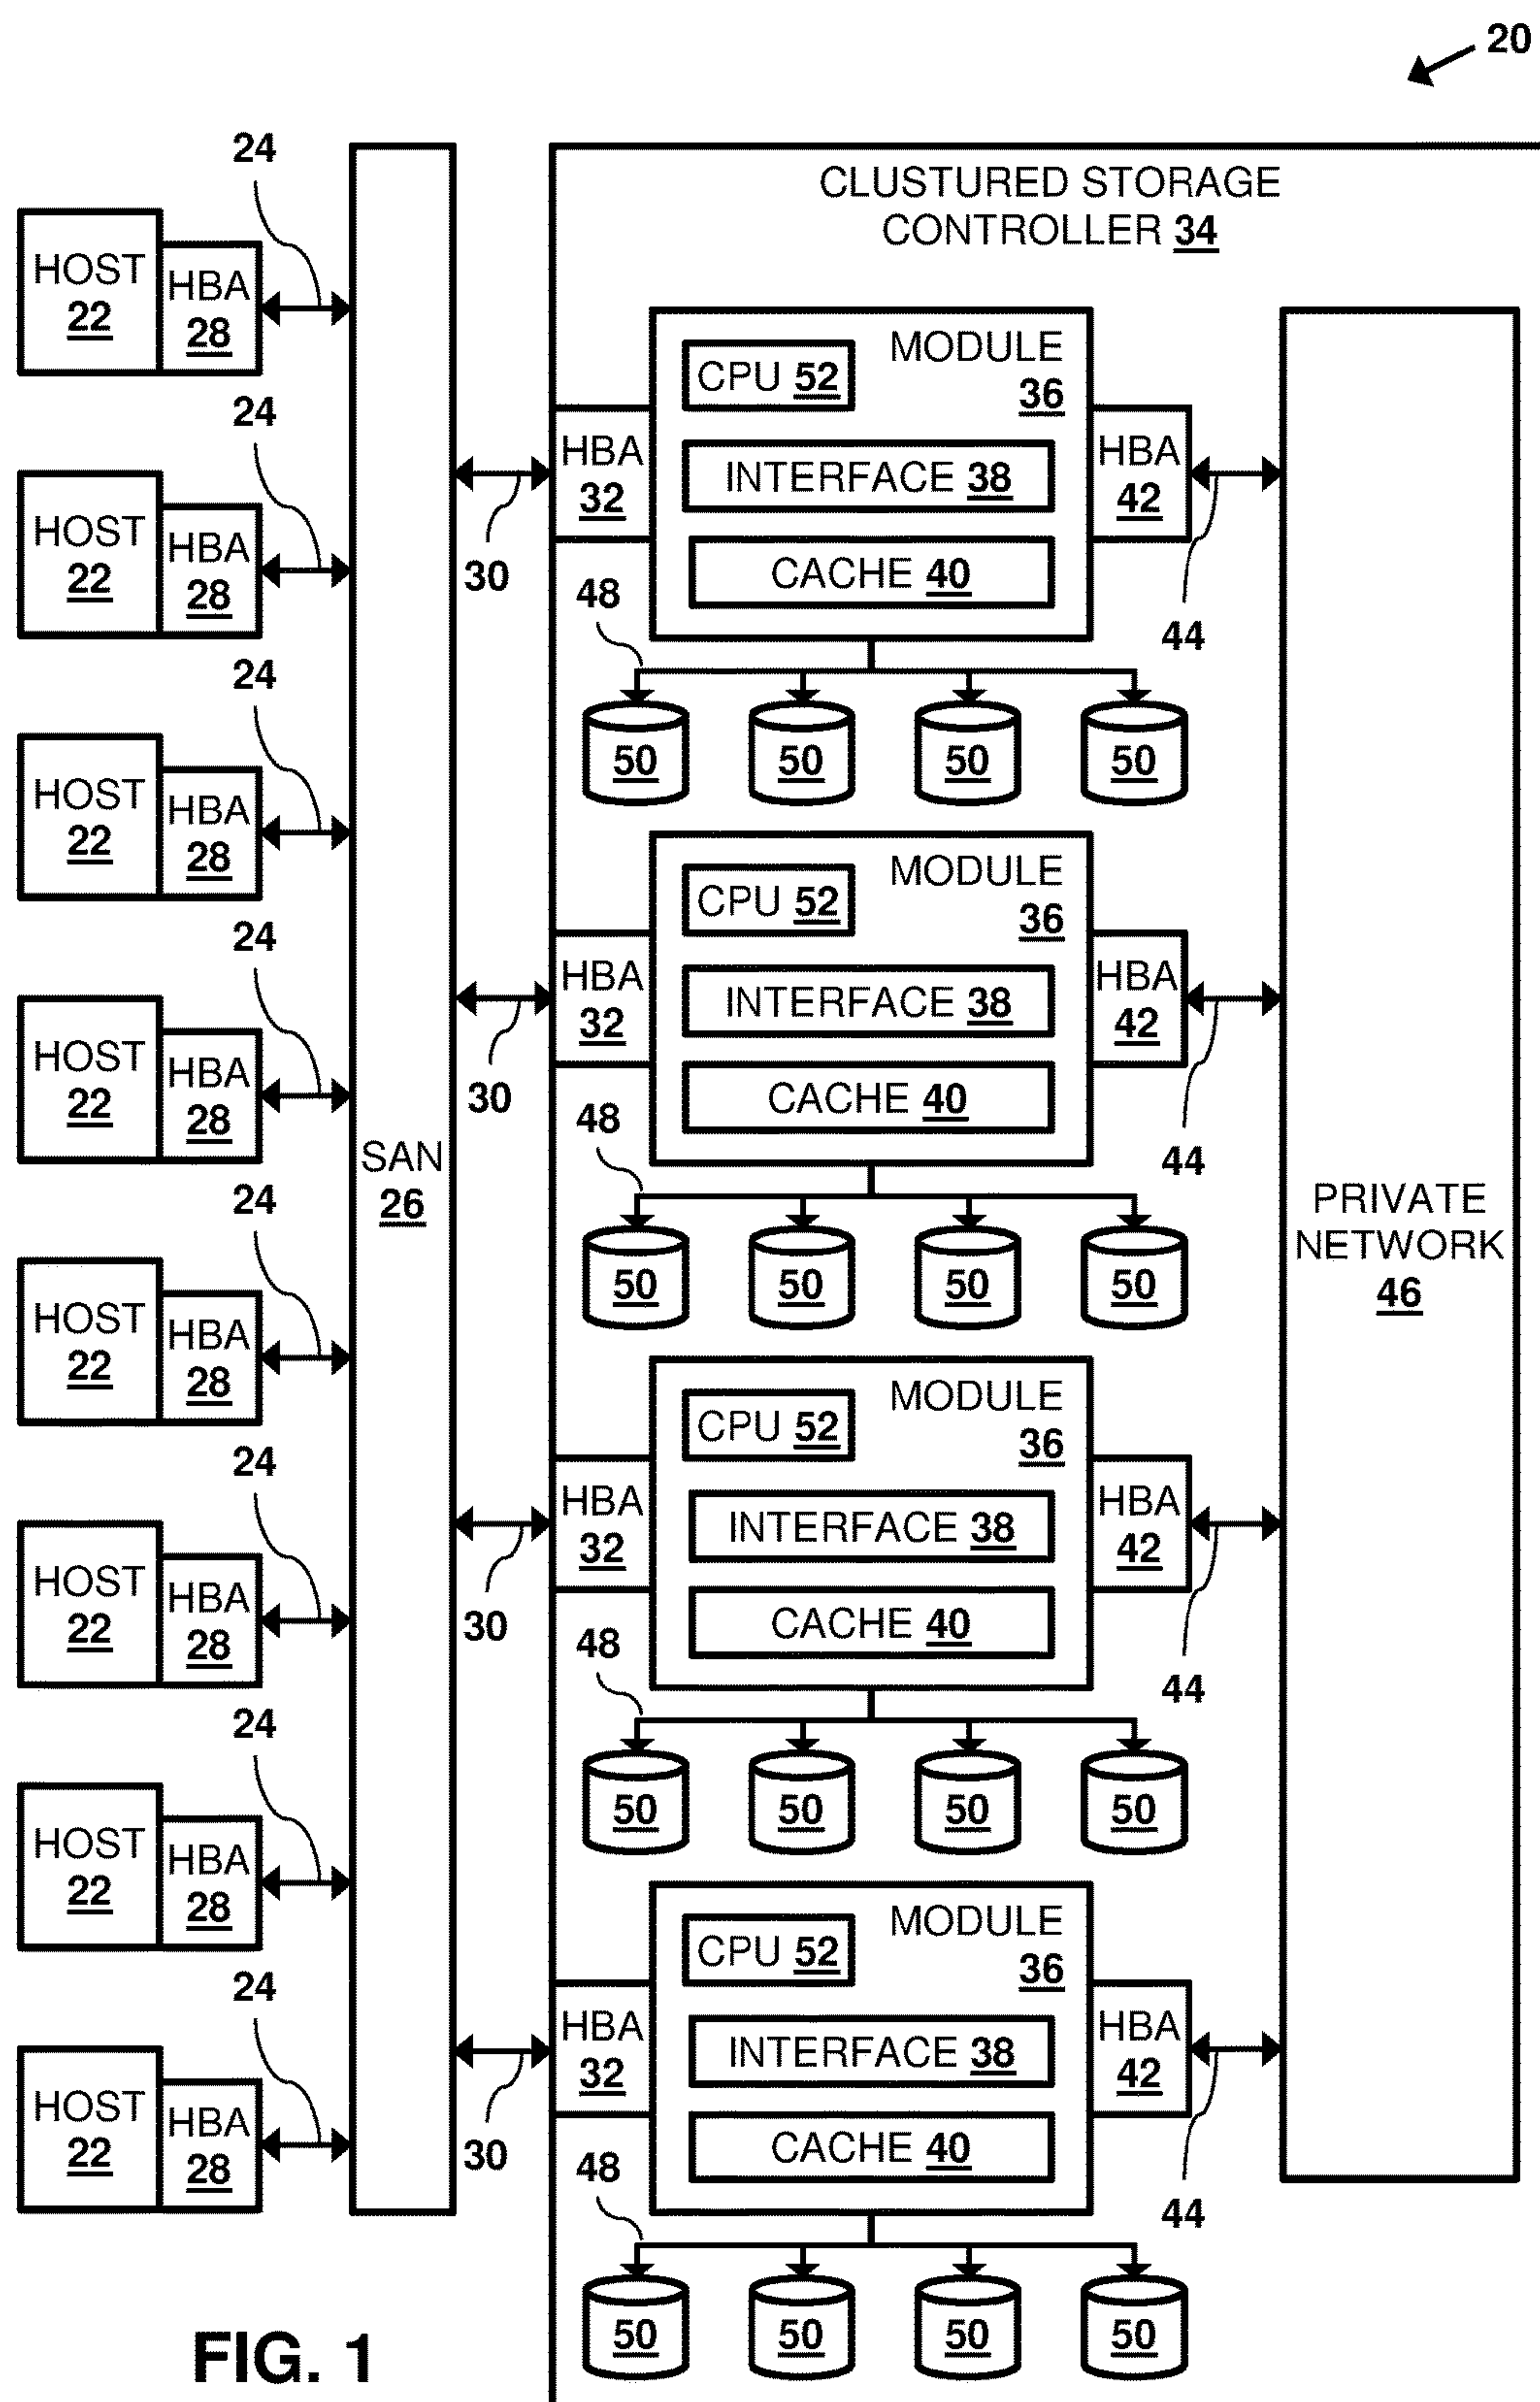 20
24
HOST
22
HBA
28
24
HOST
22
HBA
28
24
HOST
22
HBA
28
24
HOST
22
HBA
28
24
HOST
22
HBA
28
24
HOST
22
HBA
28
24
HOST
22
HBA
28
24
HOST
22
HBA
28
SAN
26
CLUSTURED STORAGE
CONTROLLER 34
30
HBA
32
MODULE
36
CPU 52
INTERFACE 38
CACHE 40
HBA
42
44
48
50 50 50 50
30
HBA
32
MODULE
36
CPU 52
INTERFACE 38
CACHE 40
HBA
42
44
48
50 50 50 50
30
HBA
32
MODULE
36
CPU 52
INTERFACE 38
CACHE 40
HBA
42
44
48
50 50 50 50
30
HBA
32
MODULE
36
CPU 52
INTERFACE 38
CACHE 40
HBA
42
44
48
50 50 50 50
PRIVATE
NETWORK
46
FIG. 1